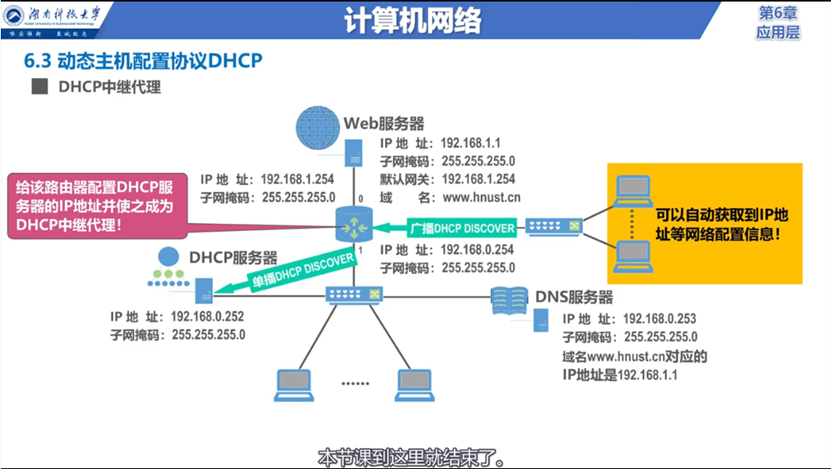 湖南科技大学
Hunan University of Science and Technology
唯实惟新 至诚致志
计算机网络
第6章
应用层
6.3 动态主机配置协议DHCP
DHCP中继代理
Web服务器
IP 地 址：192.168.1.1
子网掩码：255.255.255.0
默认网关：192.168.1.254
域 名：www.hnust.cn
IP 地 址：192.168.1.254
子网掩码：255.255.255.0
0
给该路由器配置DHCP服
务器的IP地址并使之成为
DHCP中继代理！
广播DHCP DISCOVER
可以自动获取到IP地
址等网络配置信息！
1
IP 地 址：192.168.0.254
子网掩码：255.255.255.0
DHCP服务器
单播DHCP DISCOVER
IP 地 址：192.168.0.252
子网掩码：255.255.255.0
DNS服务器
IP 地 址：192.168.0.253
子网掩码：255.255.255.0
域名www.hnust.cn对应的
IP地址是192.168.1.1
······
本节课到这里就结束了。